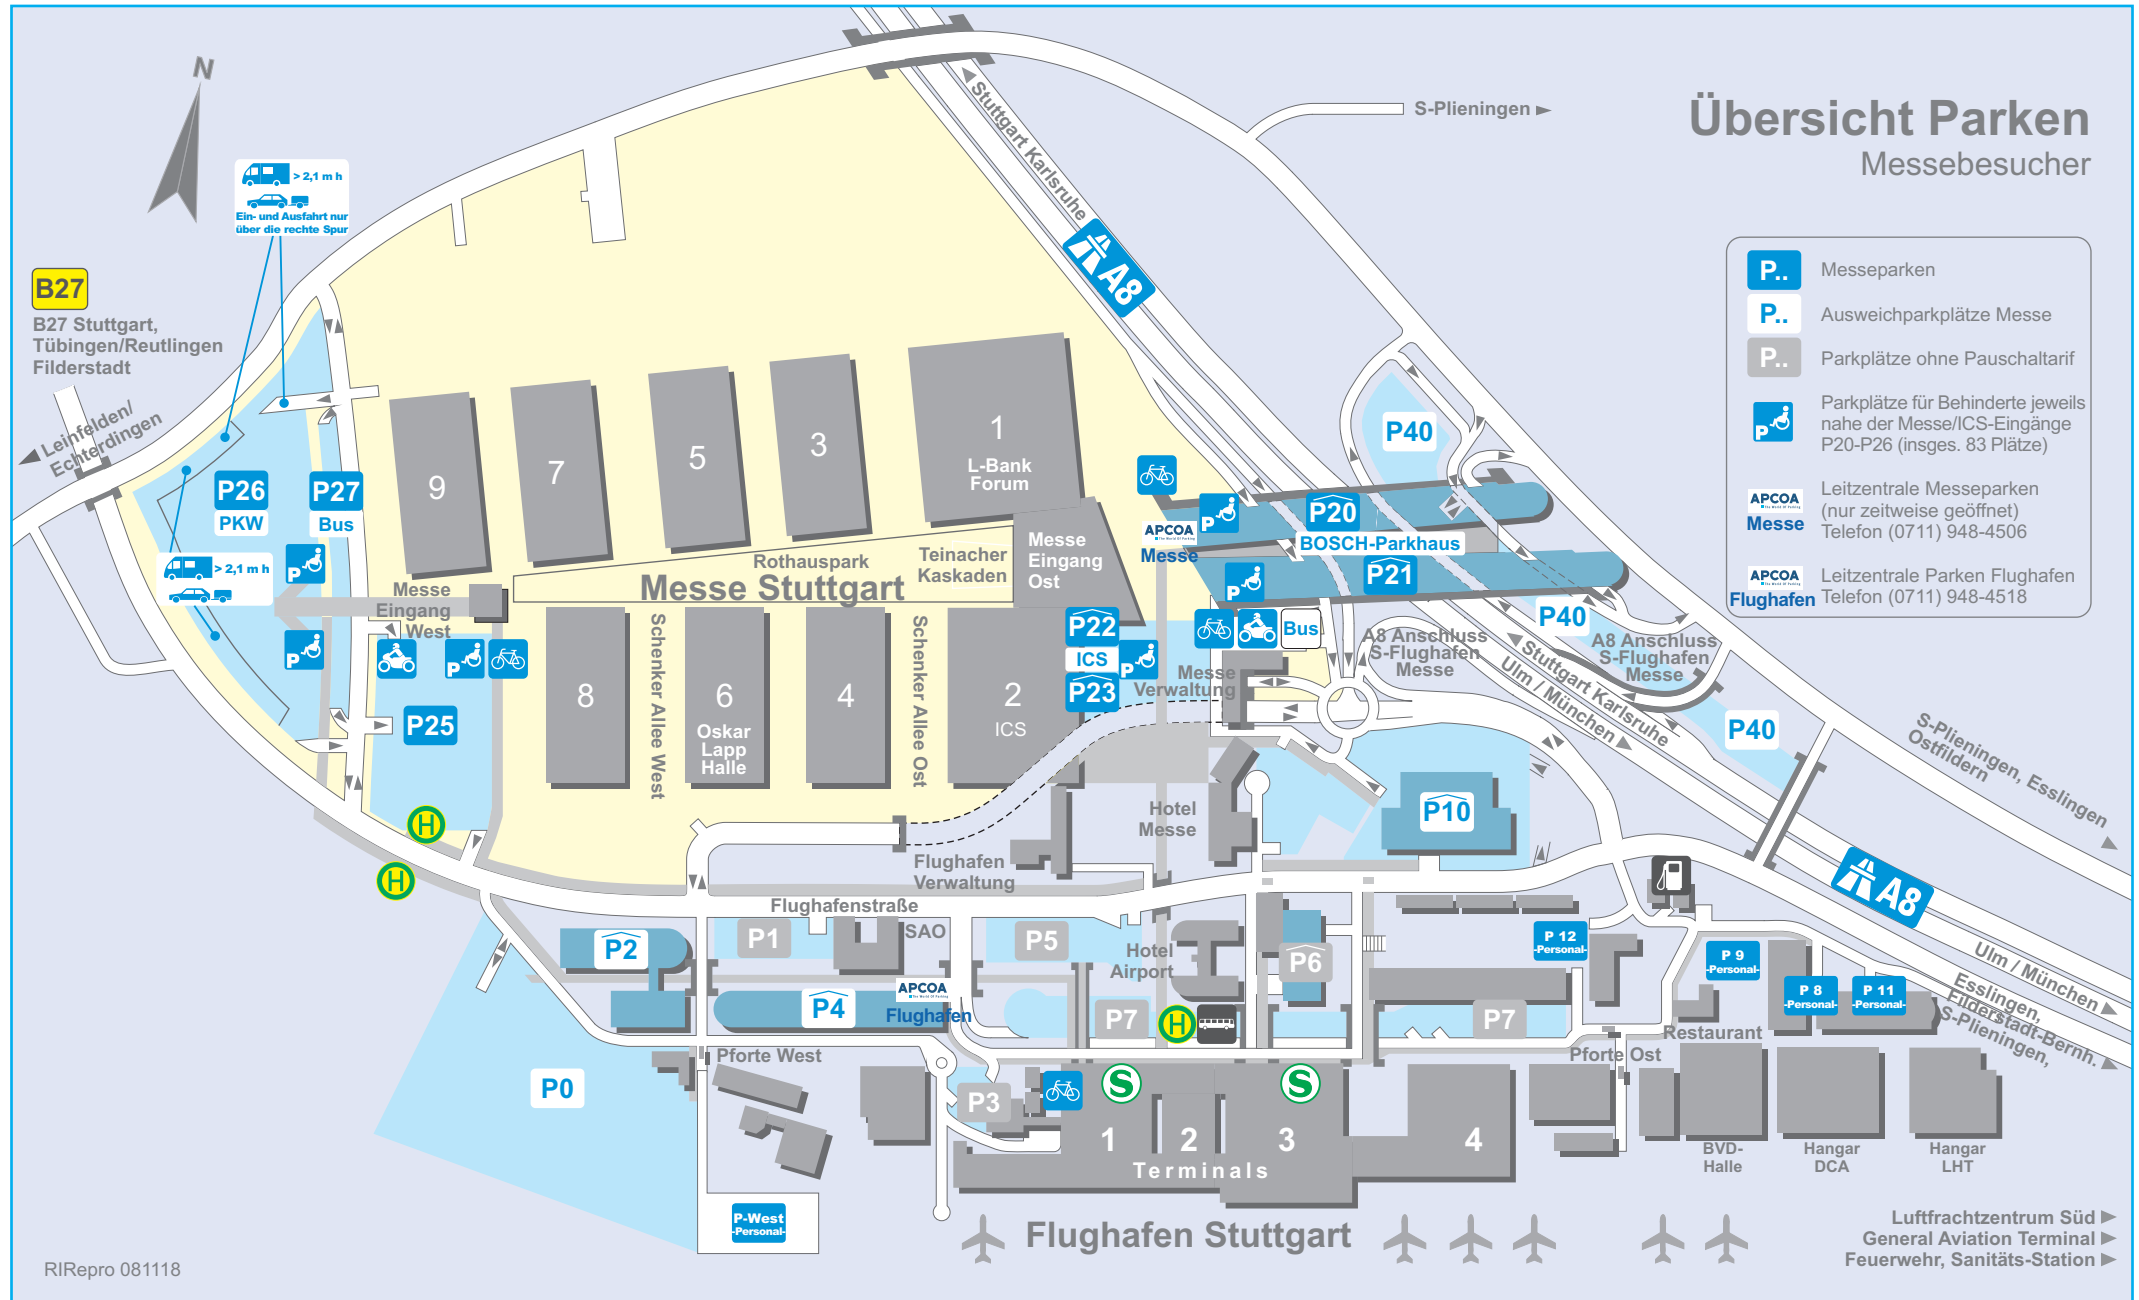 N
Übersicht Parken
Messebesucher
S-Plieningen
Stuttgart Karlsruhe
A8
> 2,1 m h
Ein- und Ausfahrt nur
über die rechte Spur
B27
B27 Stuttgart,
Tübingen/Reutlingen
Filderstadt
Leinfelden/
Echterdingen
P..
Messeparken
P..
Ausweichparkplätze Messe
P..
Parkplätze ohne Pauschaltarif
P
Parkplätze für Behinderte jeweils
nahe der Messe/ICS-Eingänge
P20-P26 (insges. 83 Plätze)
APCOA
Messe
Leitzentrale Messeparken
(nur zeitweise geöffnet)
Telefon (0711) 948-4506
APCOA
Flughafen
Leitzentrale Parken Flughafen
Telefon (0711) 948-4518
9
7
5
3
1
L-Bank
Forum
P40
P26
PKW
P27
Bus
P
> 2,1 m h
P
Messe
Eingang
West
Rothauspark
Messe Stuttgart
Teinacher
Kaskaden
Messe
Eingang
Ost
APCOA
Messe
P
P20
BOSCH-Parkhaus
P
P21
P40
P22
ICS
P23
P
Bus
Messe
Verwaltung
A8 Anschluss
S-Flughafen
Messe
A8 Anschluss
S-Flughafen
Messe
Stuttgart Karlsruhe
Ulm / München
P40
S-Plieningen, Esslingen
Ostfildern
P
P25
8
Schenker Allee West
6
Oskar
Lapp
Halle
4
Schenker Allee Ost
2
ICS
H
H
Hotel
Messe
P10
Flughafen
Verwaltung
Flughafenstraße
A8
Ulm / München
Esslingen,
Filderstadt-Bernh.
S-Plieningen,
P2
P1
SAO
P5
Hotel
Airport
P6
P 12
-Personal-
P 9
-Personal-
P 8
-Personal-
P 11
-Personal-
P4
APCOA
Flughafen
P7
H
P7
Restaurant
Pforte West
Pforte Ost
P0
P3
S
S
1
2
3
4
Terminals
BVD-
Halle
Hangar
DCA
Hangar
LHT
P-West
-Personal-
Flughafen Stuttgart
Luftfrachtzentrum Süd
General Aviation Terminal
Feuerwehr, Sanitäts-Station
RIRepro 081118